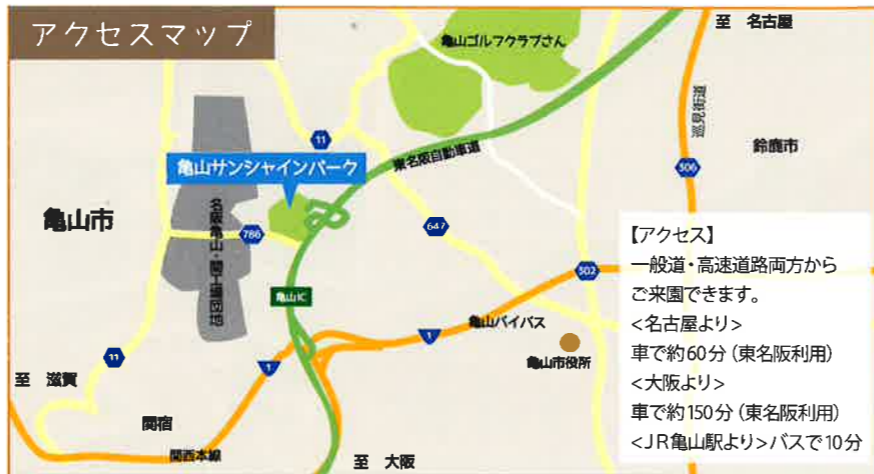 アクセスマップ
至 名古屋
亀山ゴルフクラブさん
巡見街道
鈴鹿市
11
東名阪自動車道
306
亀山サンシャインパーク
亀山市
名阪亀山・関工業団地
786
647
302
亀山IC
亀山バイパス
1
1
亀山市役所
11
至 滋賀
関宿
関西本線
至 大阪
【アクセス】
一般道・高速道路両方から
ご来園できます。
<名古屋より>
車で約60分(東名阪利用)
<大阪より>
車で約150分(東名阪利用)
<JR亀山駅より>バスで10分